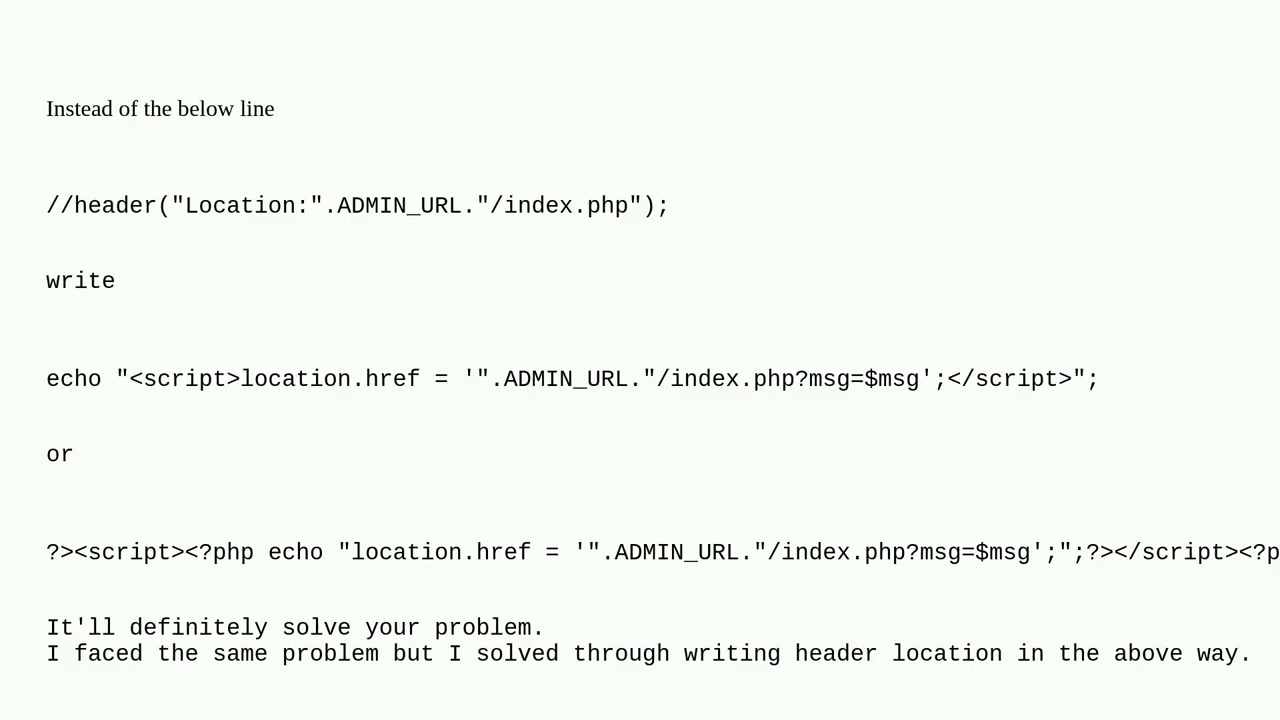 Instead of the below line
//header("Location:".ADMIN_URL."/index.php");
write
echo "<script>location.href = '".ADMIN_URL."/index.php?msg=$msg';</script>";
or
?><script><?php echo "location.href = '".ADMIN_URL."/index.php?msg=$msg';";?></script><?p
It'll definitely solve your problem.
I faced the same problem but I solved through writing header location in the above way.